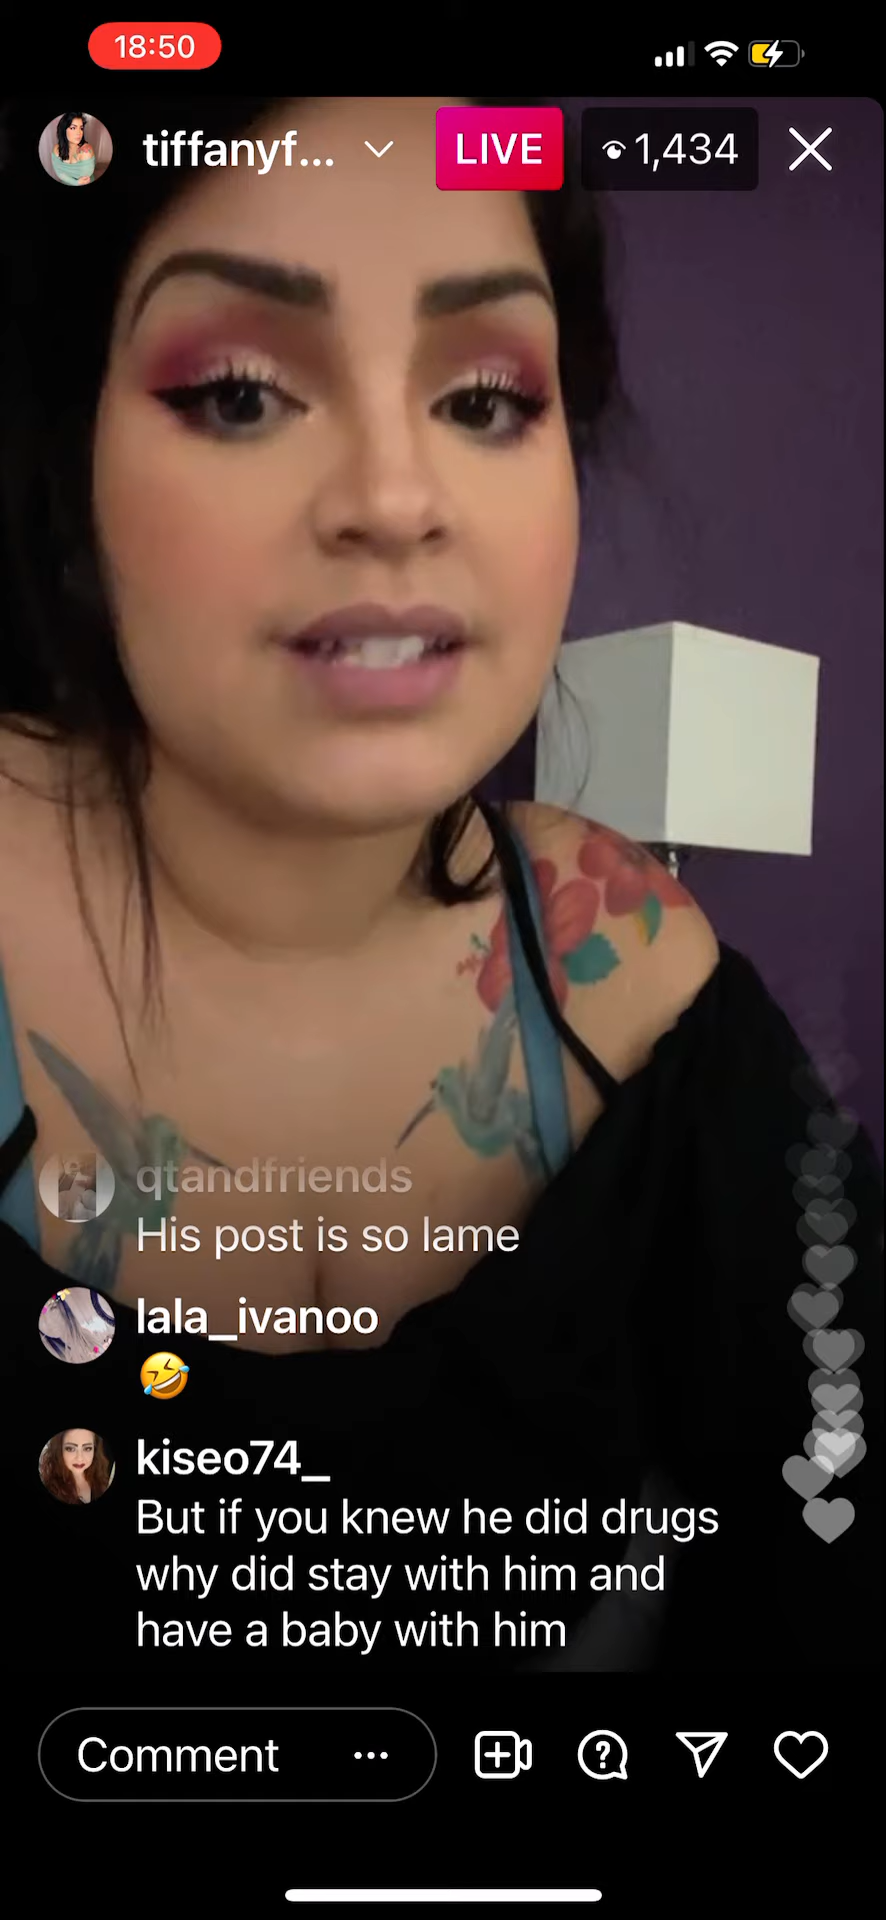 18:50
tiffanyf...
LIVE
1,434
qtandfriends
His post is so lame
lala_ivanoo
🤣
kiseo74_
But if you knew he did drugs
why did stay with him and
have a baby with him
Comment